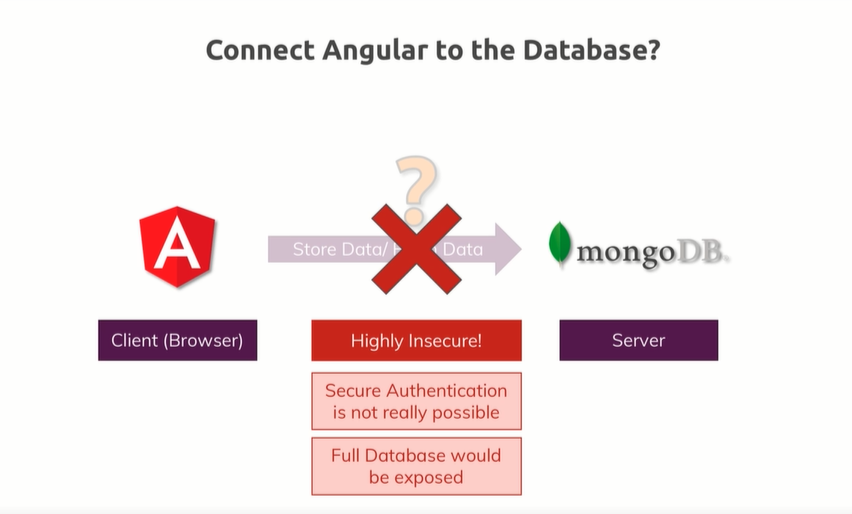 Connect Angular to the Database?
?
A
Store Data/ Data
mongoDB.
Client (Browser)
Highly Insecure!
Server
Secure Authentication
is not really possible
Full Database would
be exposed